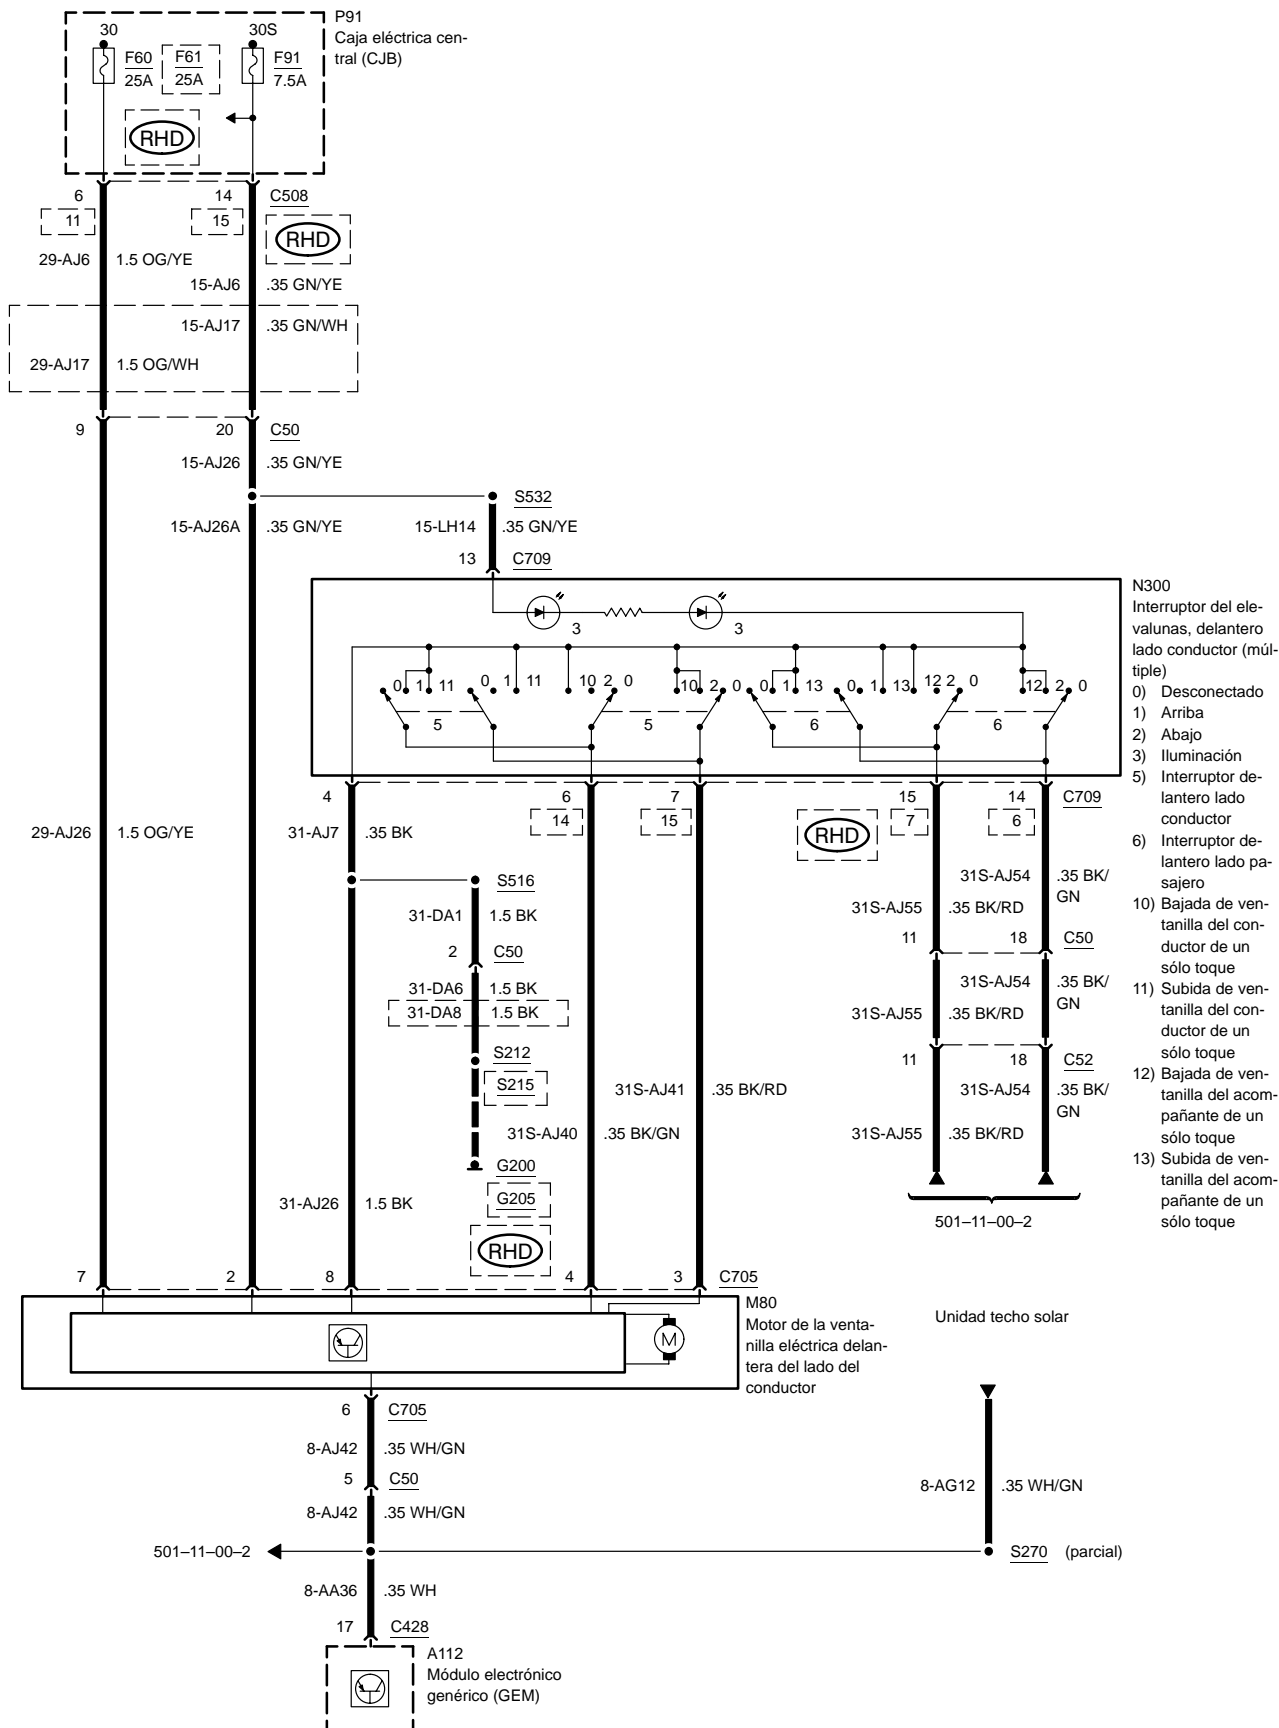 P91
Caja eléctrica cen-
tral (CJB)
30
30S
F60
25A
F61
25A
F91
7.5A
RHD
6
14
C508
11
15
RHD
29-AJ6
1.5 OG/YE
15-AJ6
.35 GN/YE
15-AJ17
.35 GN/WH
29-AJ17
1.5 OG/WH
9
20
C50
15-AJ26
.35 GN/YE
S532
15-AJ26A
.35 GN/YE
15-LH14
.35 GN/YE
13
C709
3
3
0 1 11 0 1 11 10 2 0 10 2 0 0 1 13 0 1 13 12 2 0 12 2 0
5
5
6
6
N300
Interruptor del ele-
valunas, delantero
lado conductor (múl-
tiple)
0) Desconectado
1) Arriba
2) Abajo
3) Iluminación
5) Interruptor de-
lantero lado
conductor
6) Interruptor de-
lantero lado pa-
sajero
10) Bajada de ven-
tanilla del con-
ductor de un
sólo toque
11) Subida de ven-
tanilla del con-
ductor de un
sólo toque
12) Bajada de ven-
tanilla del acom-
pañante de un
sólo toque
13) Subida de ven-
tanilla del acom-
pañante de un
sólo toque
4
6
7
15
14
C709
14
15
RHD
7
6
29-AJ26
1.5 OG/YE
31-AJ7
.35 BK
S516
31S-AJ54
.35 BK/
GN
31-DA1
1.5 BK
31S-AJ55
.35 BK/RD
2
C50
11
18
C50
31-DA6
1.5 BK
31S-AJ54
.35 BK/
GN
31-DA8
1.5 BK
31S-AJ55
.35 BK/RD
S212
11
18
C52
S215
31S-AJ41
.35 BK/RD
31S-AJ54
.35 BK/
GN
31S-AJ40
.35 BK/GN
31S-AJ55
.35 BK/RD
G200
G205
31-AJ26
1.5 BK
501–11–00–2
RHD
7
2
8
4
3
C705
M80
Motor de la venta-
nilla eléctrica delan-
tera del lado del
conductor
M
Unidad techo solar
6
C705
8-AJ42
.35 WH/GN
5
C50
8-AG12
.35 WH/GN
8-AJ42
.35 WH/GN
501–11–00–2
S270 (parcial)
8-AA36
.35 WH
17
C428
A112
Módulo electrónico
genérico (GEM)